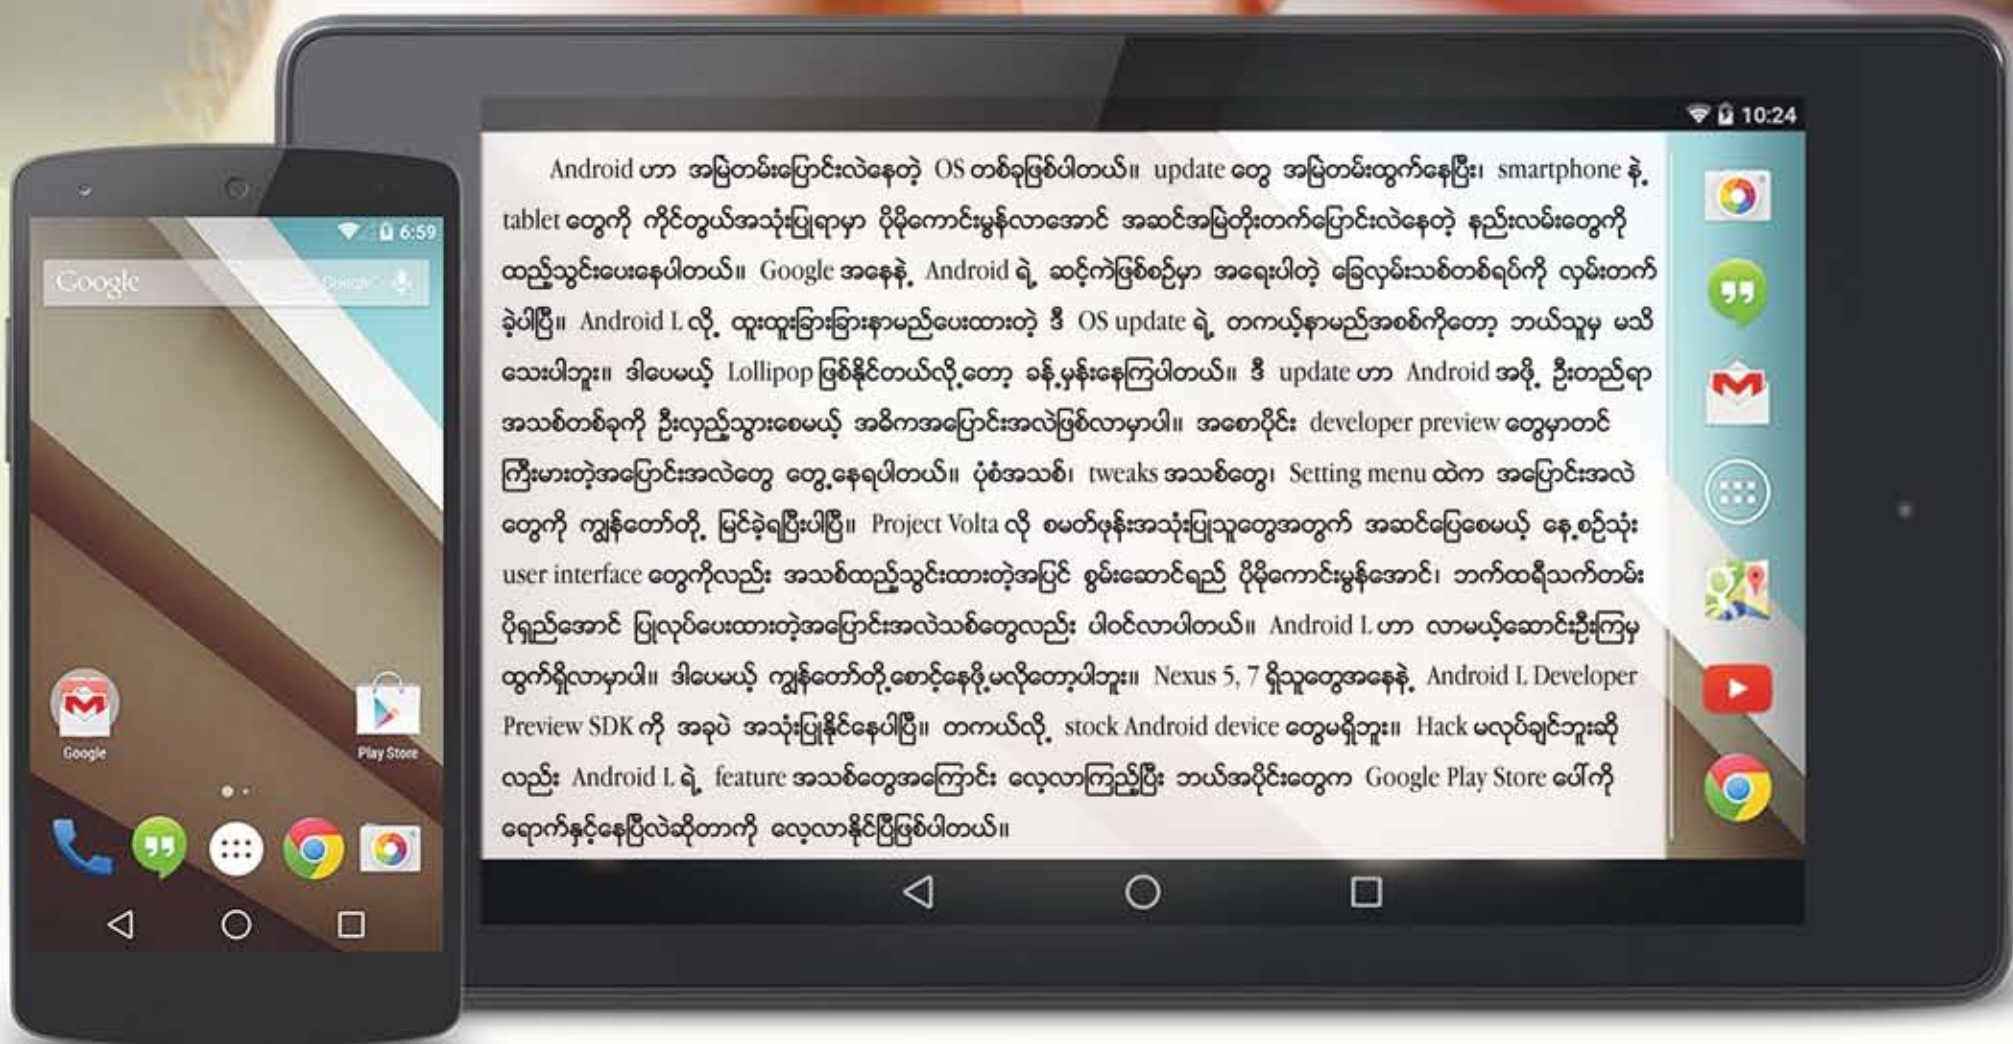 10:24
Android ဟာ အမြဲတမ်းပြောင်းလဲနေတဲ့ OS တစ်ခုဖြစ်ပါတယ်။ update တွေ အမြဲတမ်းထွက်နေပြီး၊ smartphone နဲ့
tablet တွေကို ကိုင်တွယ်အသုံးပြုရာမှာ ပိုမိုကောင်းမွန်လာအောင် အဆင်အမြဲတိုးတက်ပြောင်းလဲနေတဲ့ နည်းလမ်းတွေကို
ထည့်သွင်းပေးနေပါတယ်။ Google အနေနဲ့ Android ရဲ့ ဆင့်ကဲဖြစ်စဉ်မှာ အရေးပါတဲ့ ခြေလှမ်းသစ်တစ်ရပ်ကို လှမ်းတက်
ခဲ့ပါပြီ။ Android L လို့ ထူးထူးခြားခြားနာမည်ပေးထားတဲ့ ဒီ OS update ရဲ့ တကယ့်နာမည်အစစ်ကိုတော့ ဘယ်သူမှ မသိ
သေးပါဘူး။ ဒါပေမယ့် Lollipop ဖြစ်နိုင်တယ်လို့တော့ ခန့်မှန်းနေကြပါတယ်။ ဒီ update ဟာ Android အဖို့ ဦးတည်ရာ
အသစ်တစ်ခုကို ဦးလှည့်သွားစေမယ့် အဓိကအပြောင်းအလဲဖြစ်လာမှာပါ။ အစောပိုင်း developer preview တွေမှာတင်
ကြီးမားတဲ့အပြောင်းအလဲတွေ တွေ့နေရပါတယ်။ ပုံစံအသစ်၊ tweaks အသစ်တွေ၊ Setting menu ထဲက အပြောင်းအလဲ
တွေကို ကျွန်တော်တို့ မြင်ခဲ့ရပြီးပါပြီ။ Project Volta လို စမတ်ဖုန်းအသုံးပြုသူတွေအတွက် အဆင်ပြေစေမယ့် နေ့စဉ်သုံး
user interface တွေကိုလည်း အသစ်ထည့်သွင်းထားတဲ့အပြင် စွမ်းဆောင်ရည် ပိုမိုကောင်းမွန်အောင်၊ ဘက်ထရီသက်တမ်း
ပိုရှည်အောင် ပြုလုပ်ပေးထားတဲ့အပြောင်းအလဲသစ်တွေလည်း ပါဝင်လာပါတယ်။ Android L ဟာ လာမယ့်ဆောင်းဦးကြမှ
ထွက်ရှိလာမှာပါ။ ဒါပေမယ့် ကျွန်တော်တို့စောင့်နေဖို့မလိုတော့ပါဘူး။ Nexus 5, 7 ရှိသူတွေအနေနဲ့ Android L Developer
Preview SDK ကို အခုပဲ အသုံးပြုနိုင်နေပါပြီ။ တကယ်လို့ stock Android device တွေမရှိဘူး။ Hack မလုပ်ချင်ဘူးဆို
လည်း Android L ရဲ့ feature အသစ်တွေအကြောင်း လေ့လာကြည့်ပြီး ဘယ်အပိုင်းတွေက Google Play Store ပေါ်ကို
ရောက်နှင့်နေပြီလဲဆိုတာကို လေ့လာနိုင်ပြီဖြစ်ပါတယ်။
6:59
Google
Google
Play Store